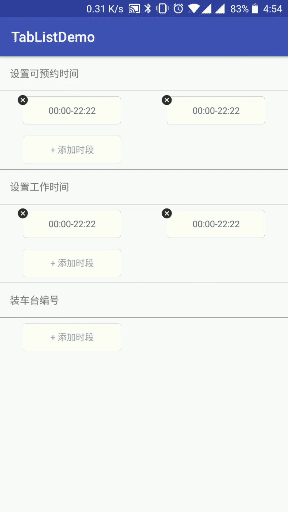 0.31 K/s 83% 4:54
TabListDemo
设置可预约时间
00:00-22:22 00:00-22:22
+ 添加时段
设置工作时间
00:00-22:22 00:00-22:22
+ 添加时段
装车台编号
+ 添加时段